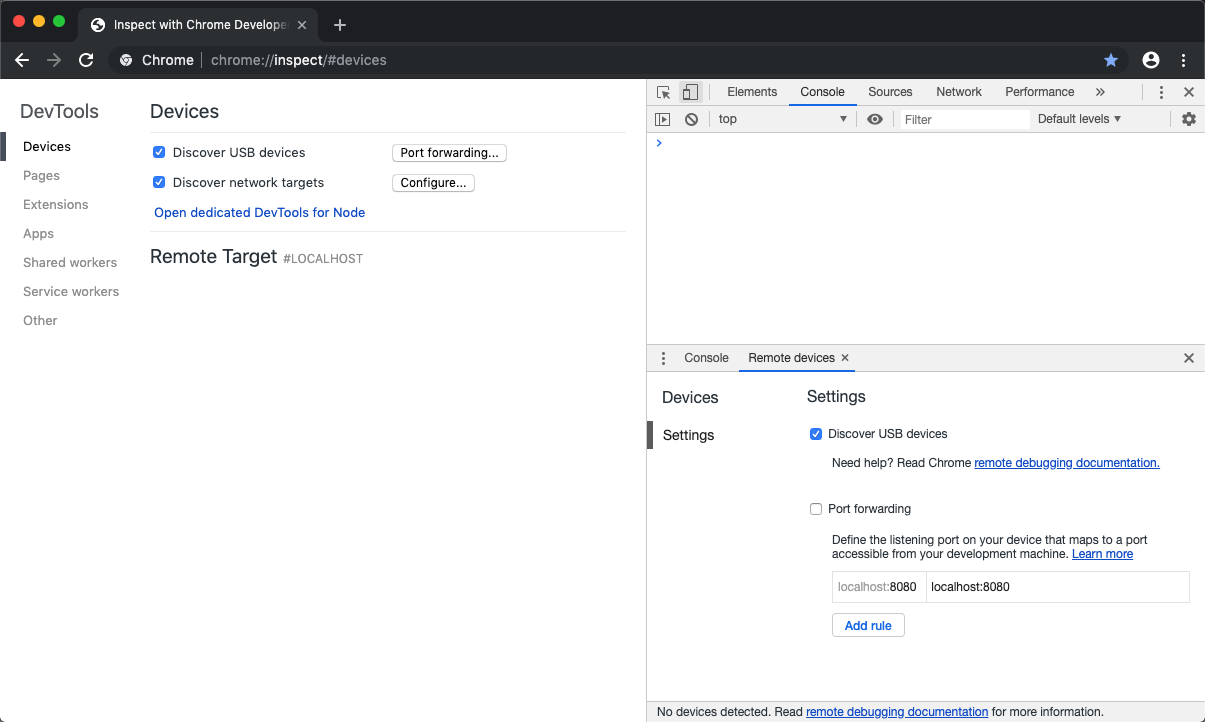 Inspect with Chrome Develope
Chrome chrome://inspect/#devices
DevTools
Devices
Pages
Extensions
Apps
Shared workers
Service workers
Other
Devices
Discover USB devices Port forwarding...
Discover network targets Configure...
Open dedicated DevTools for Node
Remote Target #LOCALHOST
Elements Console Sources Network Performance »
top Filter Default levels
Console Remote devices
Devices
Settings
Settings
Discover USB devices
Need help? Read Chrome remote debugging documentation.
Port forwarding
Define the listening port on your device that maps to a port
accessible from your development machine. Learn more
localhost:8080 localhost:8080
Add rule
No devices detected. Read remote debugging documentation for more information.